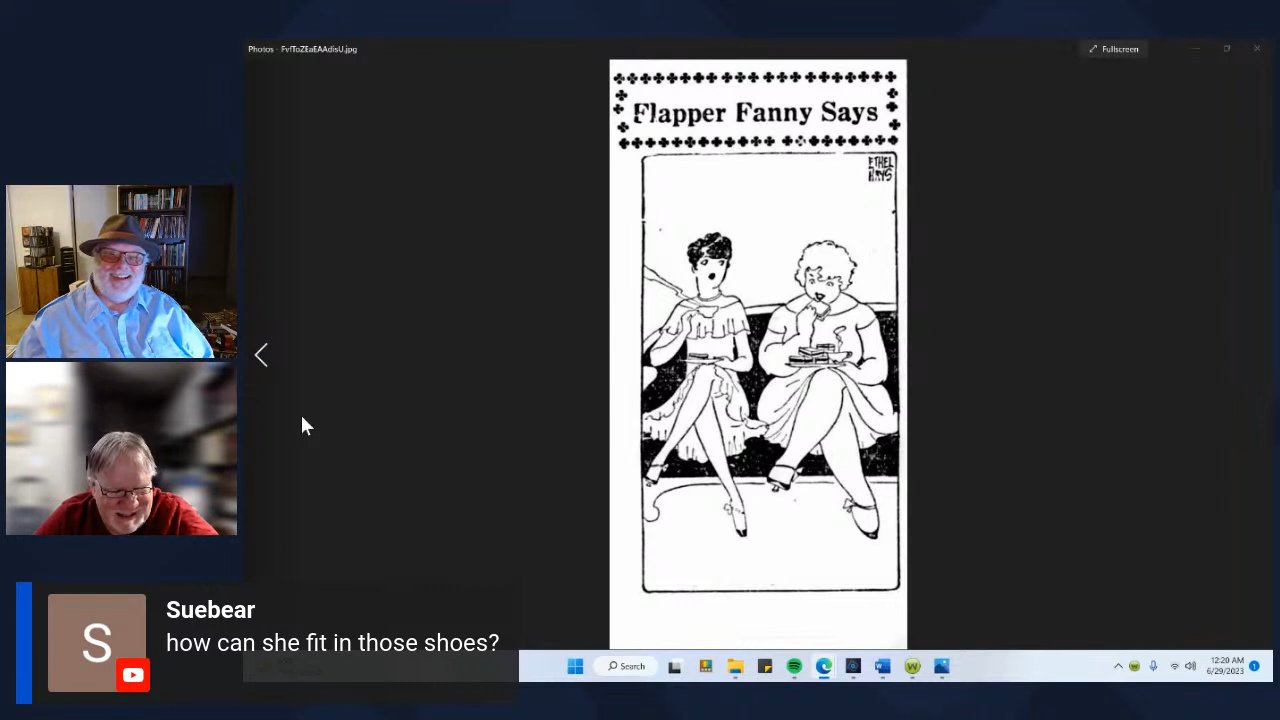 Photos - FvfToZEaEAAdisU.jpg
Fullscreen
Flapper Fanny Says
ETHEL
HAYS
S
Suebear
how can she fit in those shoes?
Search
12:20 AM
6/29/2023
1